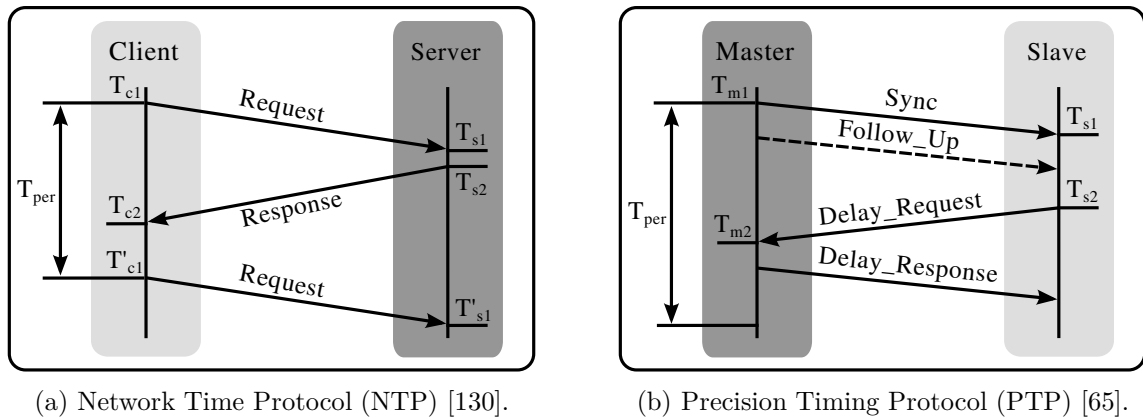 Client
Server
T_c1
Request
T_s1
T_s2
T_per
T_c2
Response
T'_c1
Request
T'_s1
(a) Network Time Protocol (NTP) [130].
Master
Slave
T_m1
Sync
T_s1
Follow_Up
T_s2
Delay_Request
T_per
T_m2
Delay_Response
(b) Precision Timing Protocol (PTP) [65].